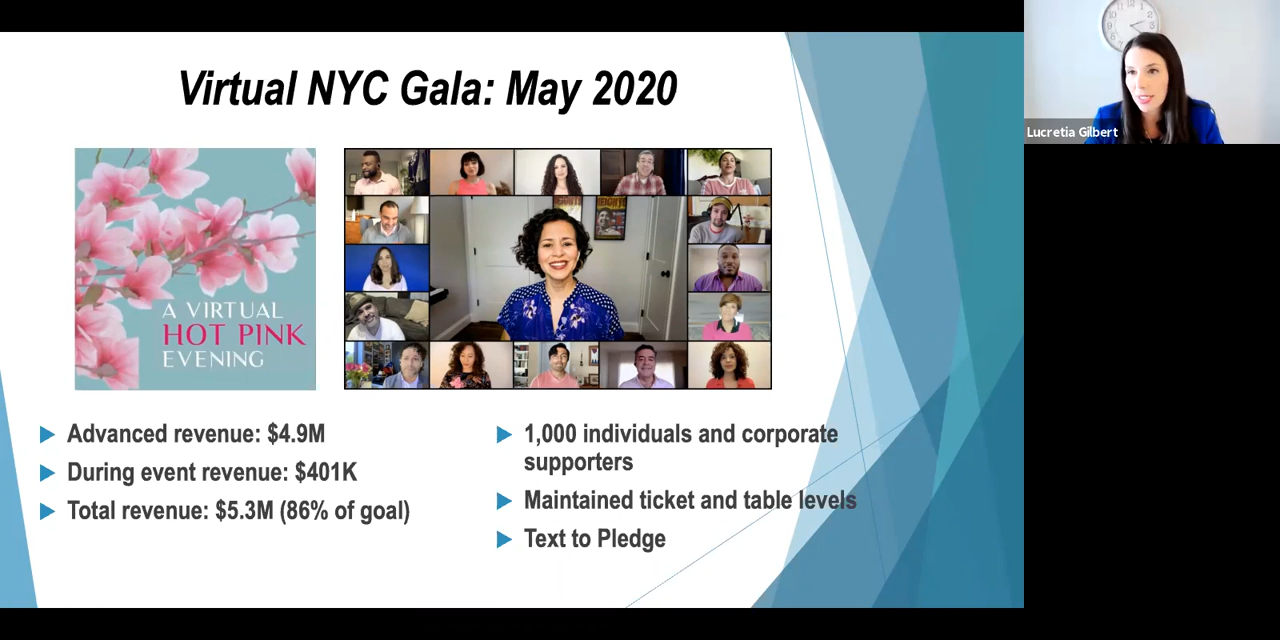 Virtual NYC Gala: May 2020
A VIRTUAL
HOT PINK
EVENING
Advanced revenue: $4.9M
During event revenue: $401K
Total revenue: $5.3M (86% of goal)
1,000 individuals and corporate
supporters
Maintained ticket and table levels
Text to Pledge
Lucretia Gilbert